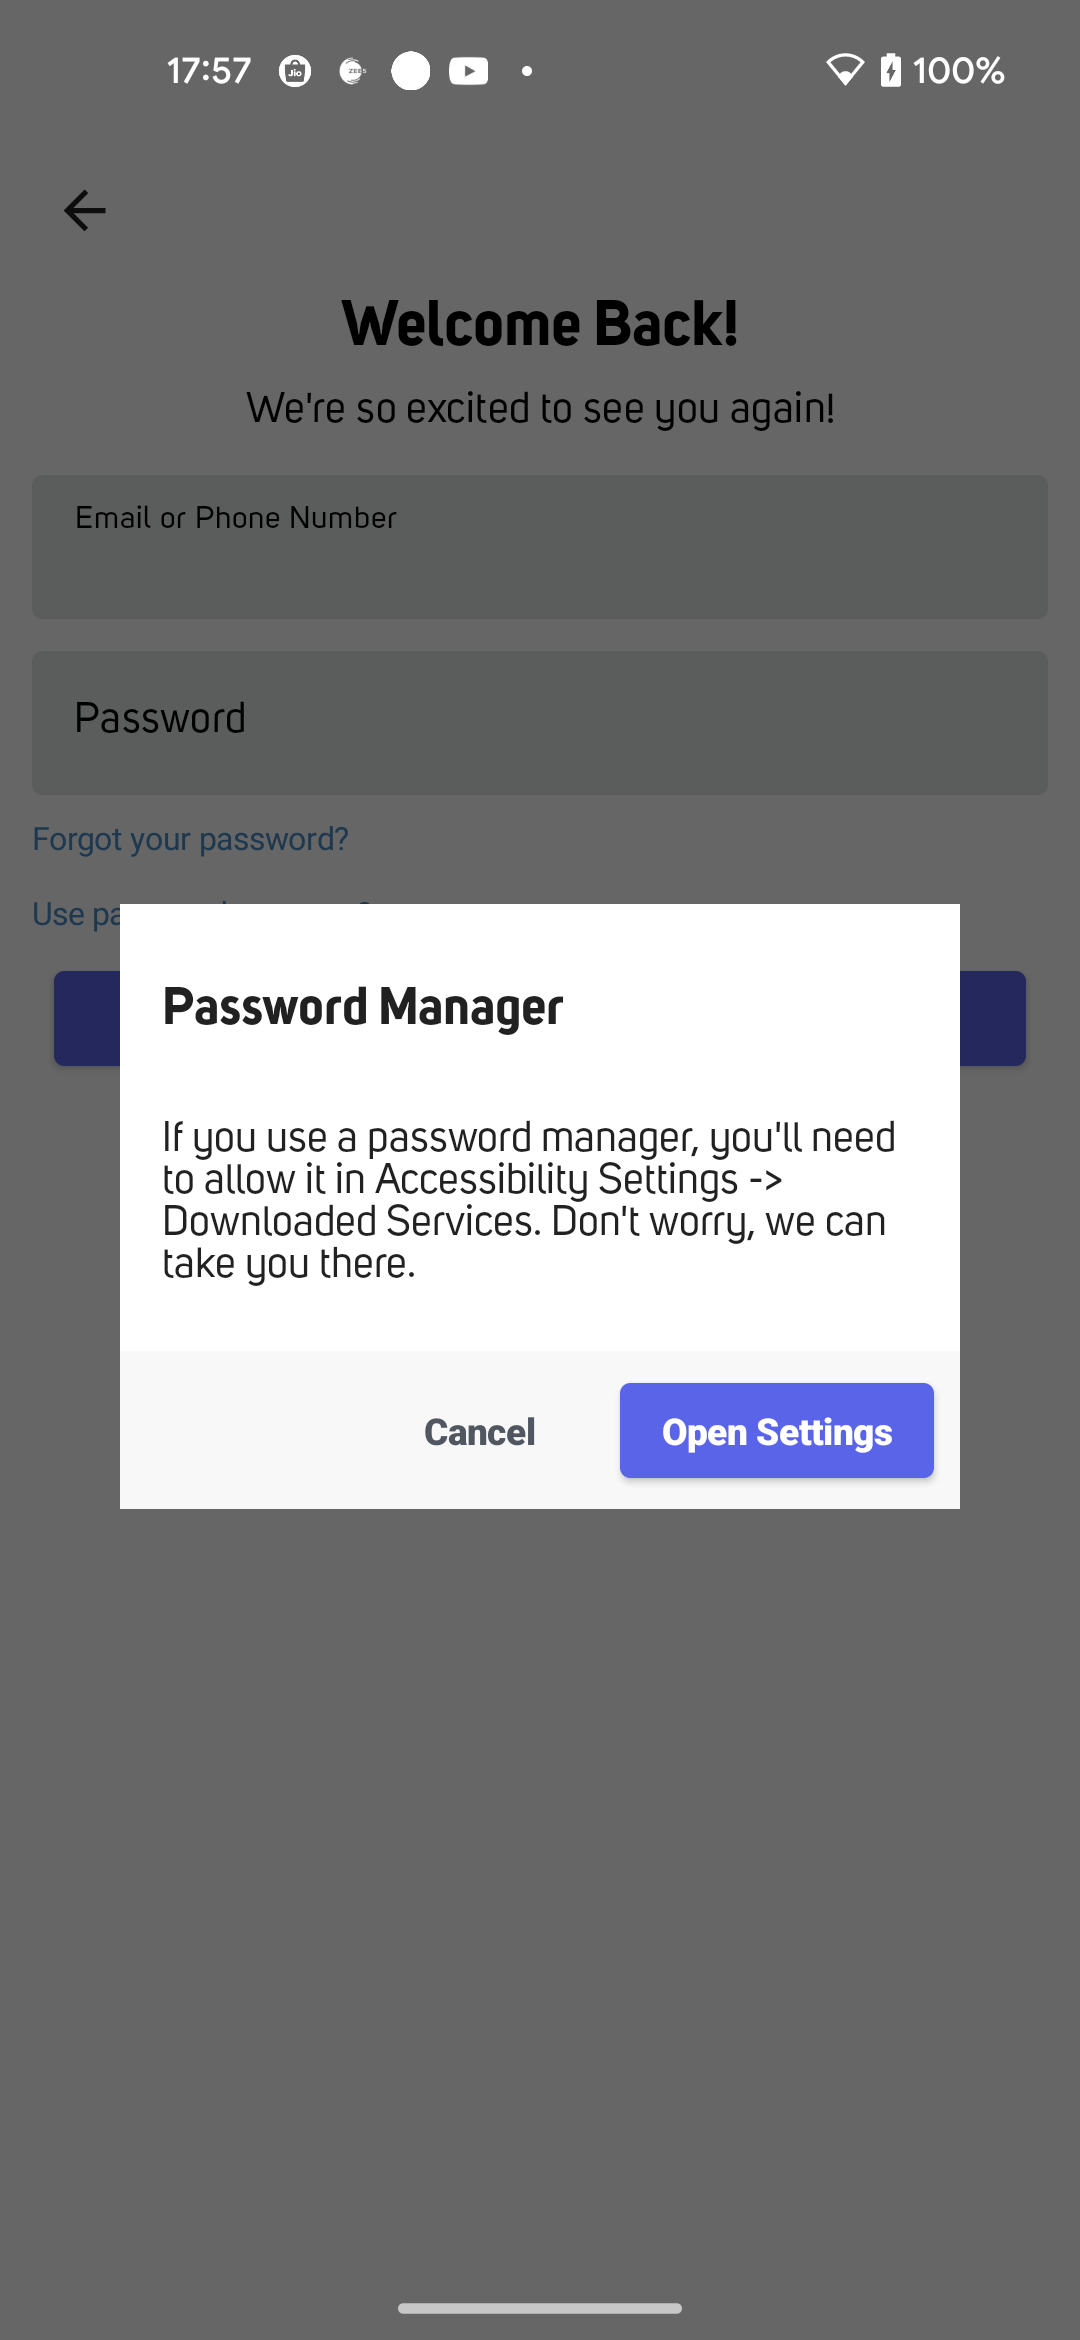 17:57
Jio
ZEE5
100%
Welcome Back!
We're so excited to see you again!
Email or Phone Number
Password
Forgot your password?
Use
Password Manager
If you use a password manager, you'll need
to allow it in Accessibility Settings ->
Downloaded Services. Don't worry, we can
take you there.
Cancel
Open Settings